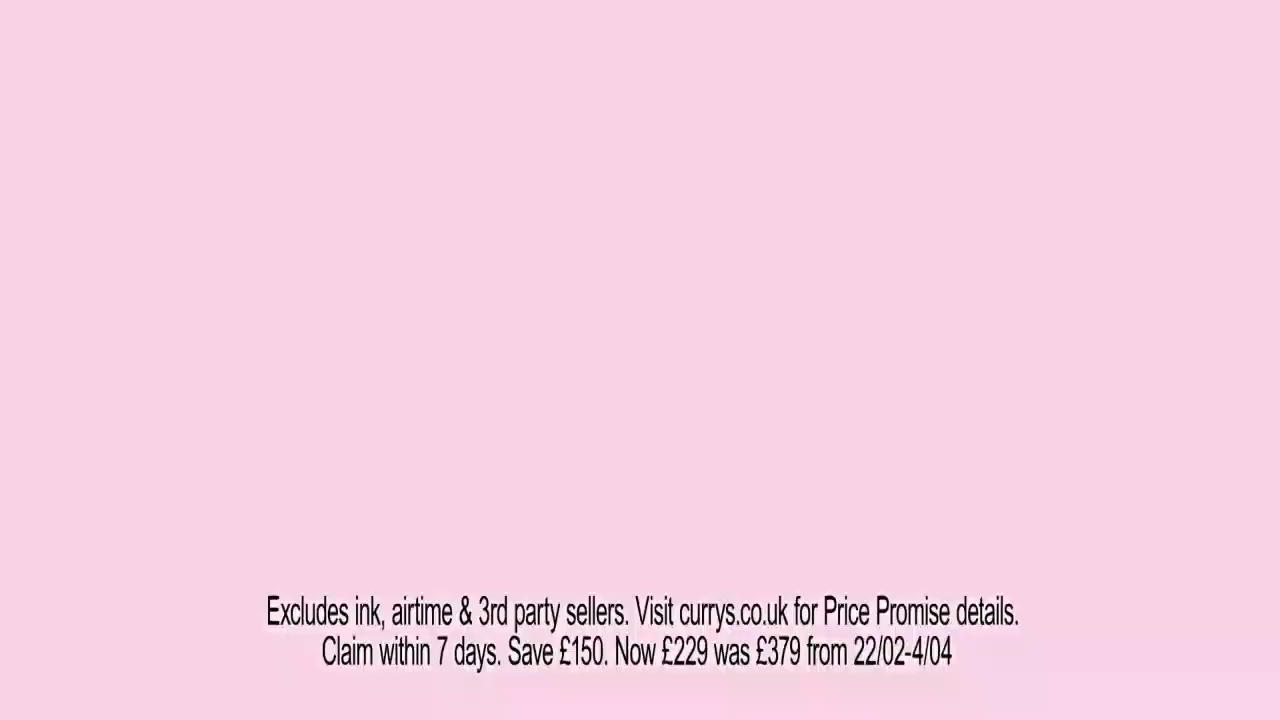 Excludes ink, airtime & 3rd party sellers. Visit currys.co.uk for Price Promise details.
Claim within 7 days. Save £150. Now £229 was £379 from 22/02-4/04